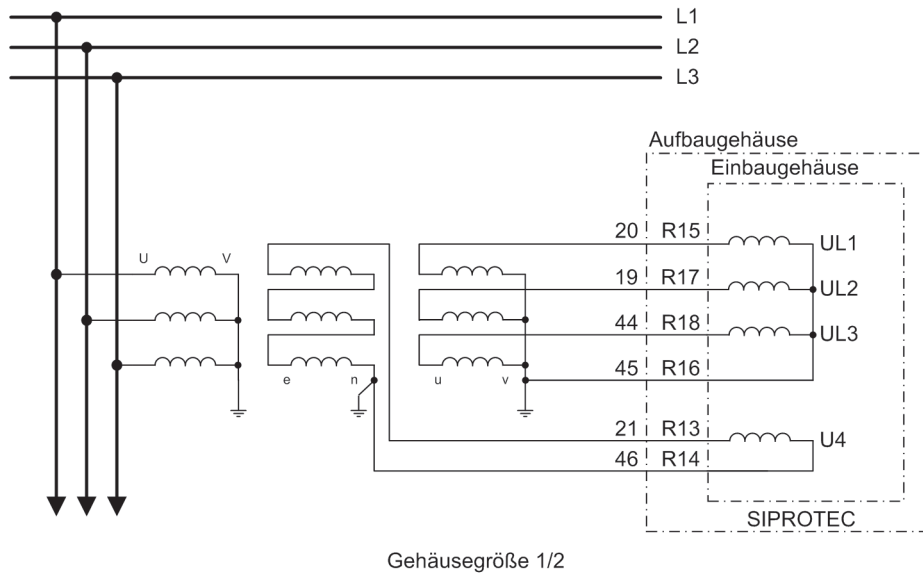 L1
L2
L3
Aufbaugehäuse
Einbaugehäuse
20 R15 UL1
U V
19 R17 UL2
44 R18 UL3
45 R16
e n u v
21 R13 U4
46 R14
SIPROTEC
Gehäusegröße 1/2